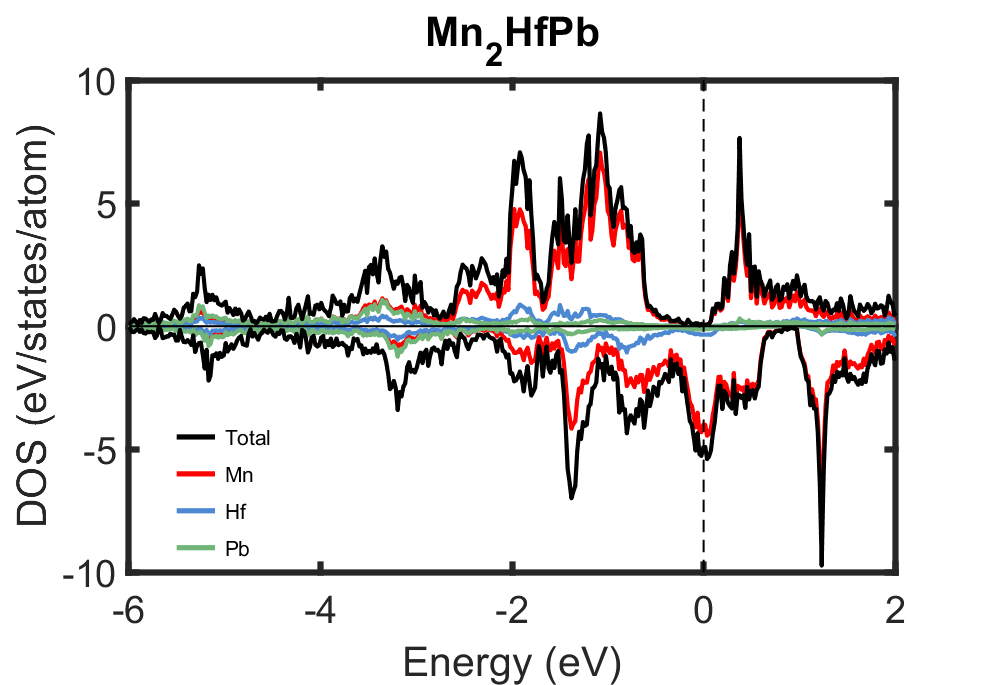 Mn2HfPb
DOS (eV/states/atom)
10
5
0
-5
-10
Total
Mn
Hf
Pb
-6
-4
-2
0
2
Energy (eV)